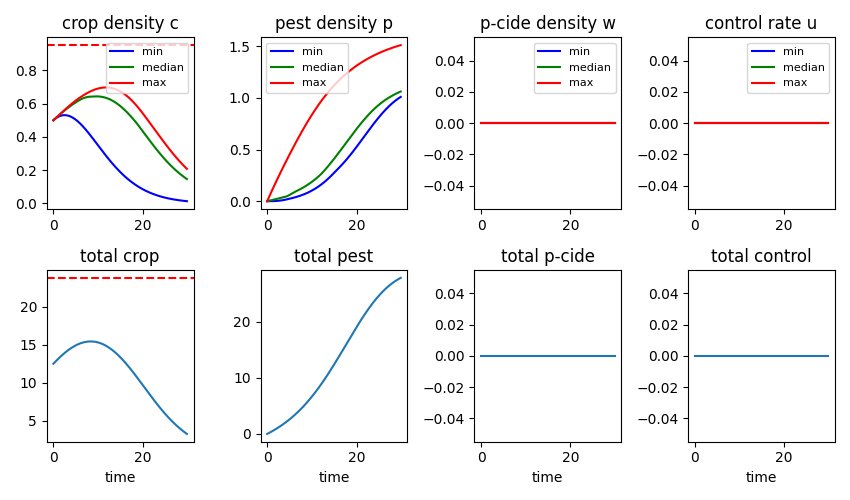 crop density c
pest density p
p-cide density w
control rate u
min
median
max
min
median
max
min
median
max
min
median
max
0.8
0.6
0.4
0.2
0.0
0
20
1.5
1.0
0.5
0.0
0
20
0.04
0.02
0.00
−0.02
−0.04
0
20
0.04
0.02
0.00
−0.02
−0.04
0
20
total crop
total pest
total p-cide
total control
20
15
10
5
0
20
time
20
10
0
0
20
time
0.04
0.02
0.00
−0.02
−0.04
0
20
time
0.04
0.02
0.00
−0.02
−0.04
0
20
time